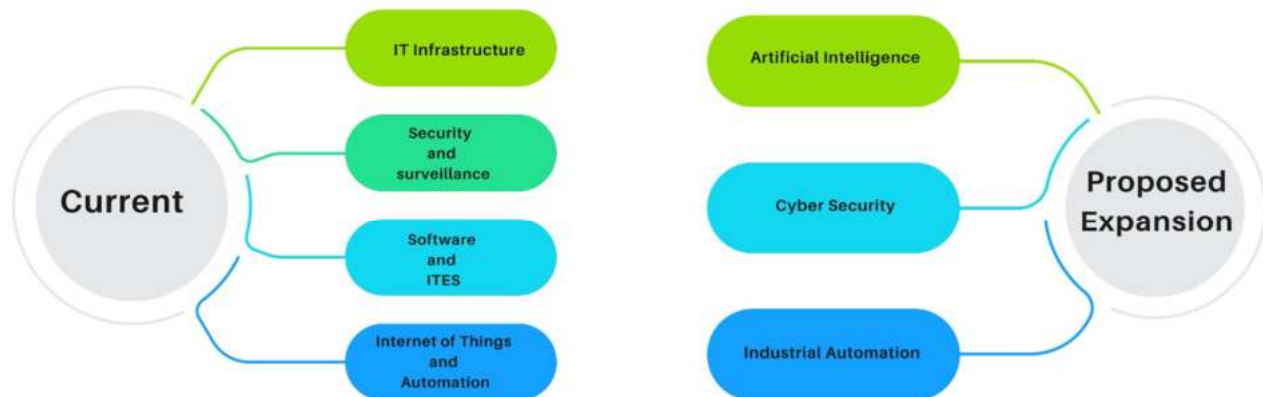 Current
IT Infrastructure
Security
and
surveillance
Software
and
ITES
Internet of Things
and
Automation
Artificial Intelligence
Cyber Security
Industrial Automation
Proposed
Expansion